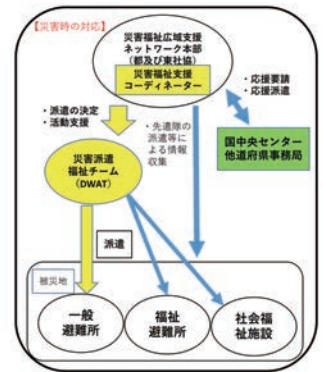 【災害時の対応】
災害福祉広域支援
ネットワーク本部
(都及び東社協)
災害福祉支援
コーディネーター
・応援要請
・応援派遣
・派遣の決定
・活動支援
・先遣隊の
派遣等に
よる情報
収集
国中央センター
他道府県事務局
災害派遣
福祉チーム
(DWAT)
派遣
被災地
一般
避難所
福祉
避難所
社会福
祉施設